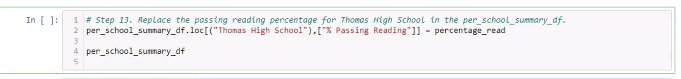 In [ ]:
1 # Step 13. Replace the passing reading percentage for Thomas High School in the per_school_summary_df.
2 per_school_summary_df.loc[("Thomas High School"),["% Passing Reading"]] = percentage_read
3
4 per_school_summary_df
5